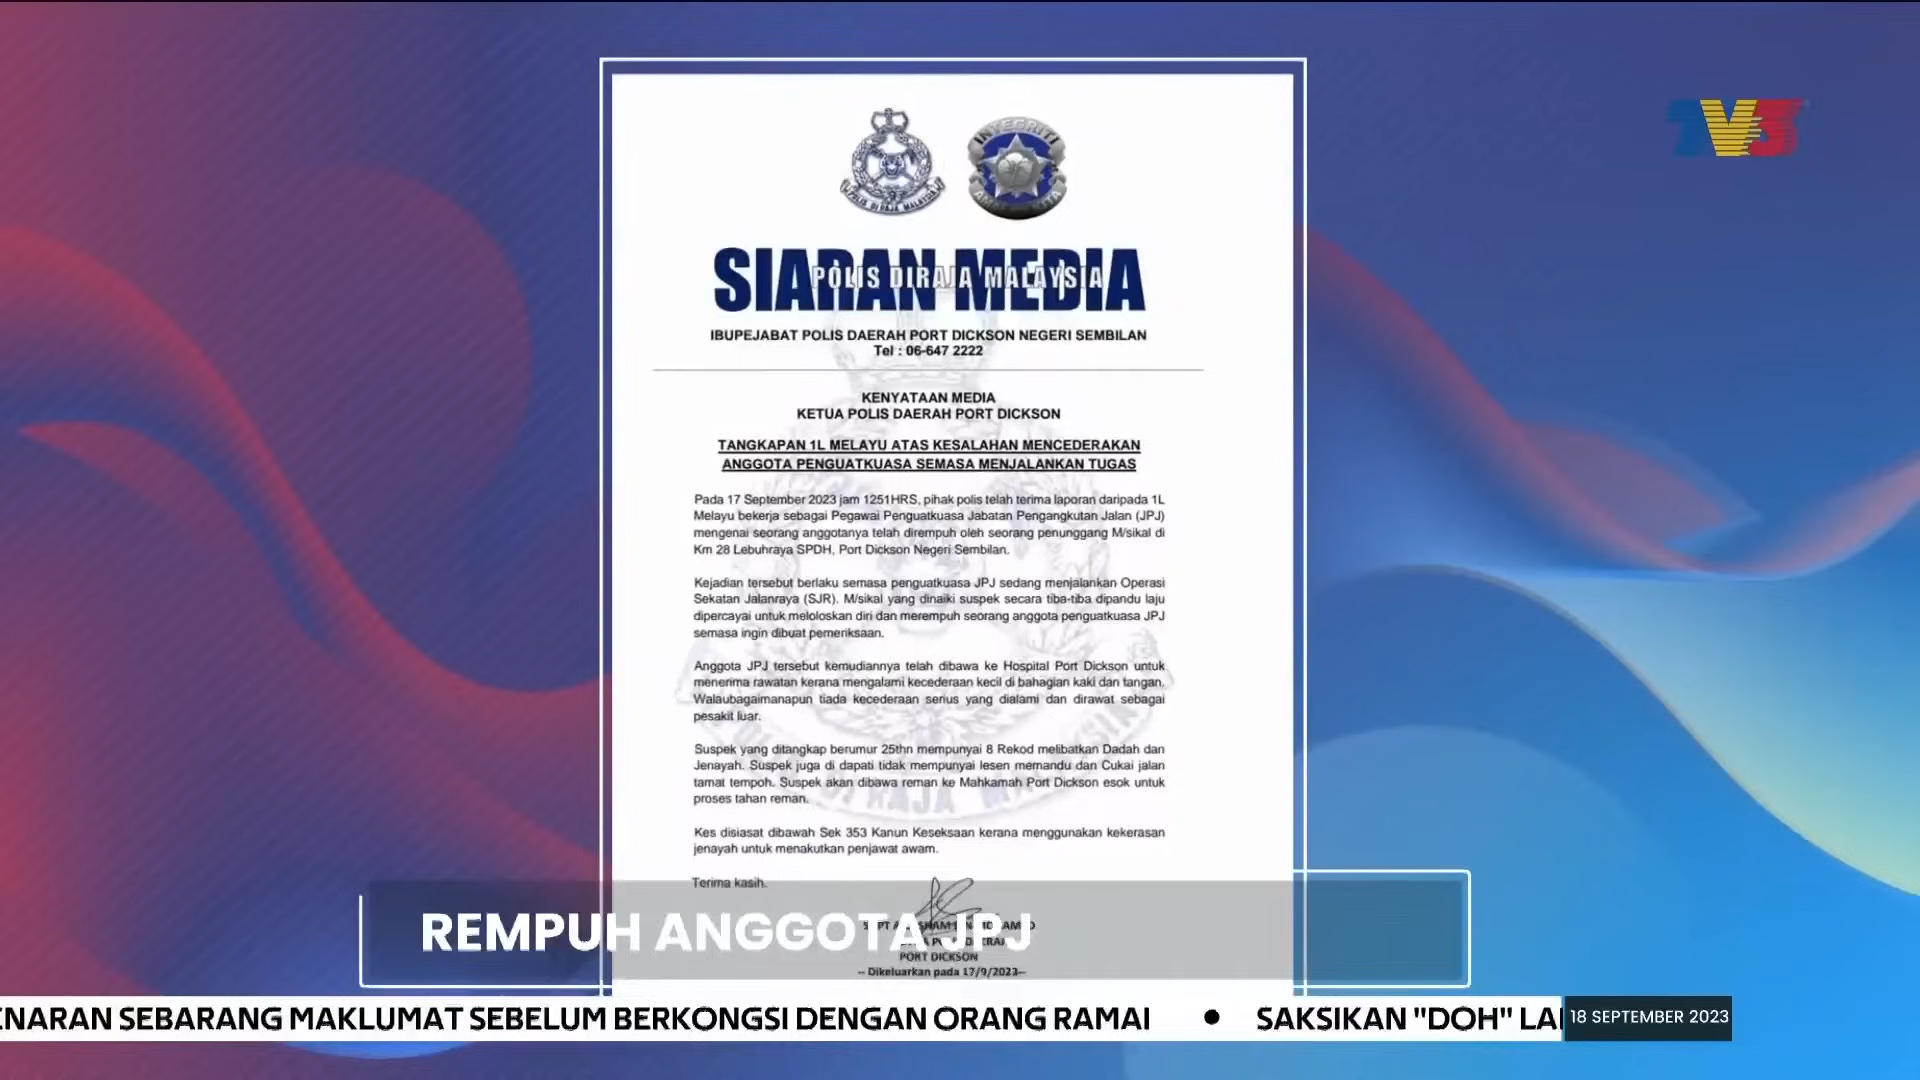 POLIS DIRAJA MALAYSIA
INTEGRITI
TV3
SIARAN MEDIA
POLIS DIRAJA MALAYSIA
IBUPEJABAT POLIS DAERAH PORT DICKSON NEGERI SEMBILAN
Tel : 06-647 2222
KENYATAAN MEDIA
KETUA POLIS DAERAH PORT DICKSON
TANGKAPAN 1L MELAYU ATAS KESALAHAN MENCEDERAKAN
ANGGOTA PENGUATKUASA SEMASA MENJALANKAN TUGAS
Pada 17 September 2023 jam 1251HRS, pihak polis telah terima laporan daripada 1L
Melayu bekerja sebagai Pegawai Penguatkuasa Jabatan Pengangkutan Jalan (JPJ)
mengenai seorang anggotanya telah dirempuh oleh seorang penunggang M/sikal di
Km 28 Lebuhraya SPDH, Port Dickson Negeri Sembilan.
Kejadian tersebut berlaku semasa penguatkuasa JPJ sedang menjalankan Operasi
Sekatan Jalanraya (SJR). M/sikal yang dinaiki suspek secara tiba-tiba dipandu laju
dipercayai untuk meloloskan diri dan merempuh seorang anggota penguatkuasa JPJ
semasa ingin dibuat pemeriksaan.
Anggota JPJ tersebut kemudiannya telah dibawa ke Hospital Port Dickson untuk
menerima rawatan kerana mengalami kecederaan kecil di bahagian kaki dan tangan.
Walaubagaimanapun tiada kecederaan serius yang dialami dan dirawat sebagai
pesakit luar.
Suspek yang ditangkap berumur 25thn mempunyai 8 Rekod melibatkan Dadah dan
Jenayah. Suspek juga di dapati tidak mempunyai lesen memandu dan Cukai jalan
tamat tempoh. Suspek akan dibawa reman ke Mahkamah Port Dickson esok untuk
proses tahan reman.
Kes disiasat dibawah Sek 353 Kanun Keseksaan kerana menggunakan kekerasan
jenayah untuk menakutkan penjawat awam.
Terima kasih.
REMPUH ANGGOTA JPJ
PORT DICKSON
-- Dikeluarkan pada 17/9/2023--
ENARAN SEBARANG MAKLUMAT SEBELUM BERKONGSI DENGAN ORANG RAMAI • SAKSIKAN "DOH" LA
18 SEPTEMBER 2023